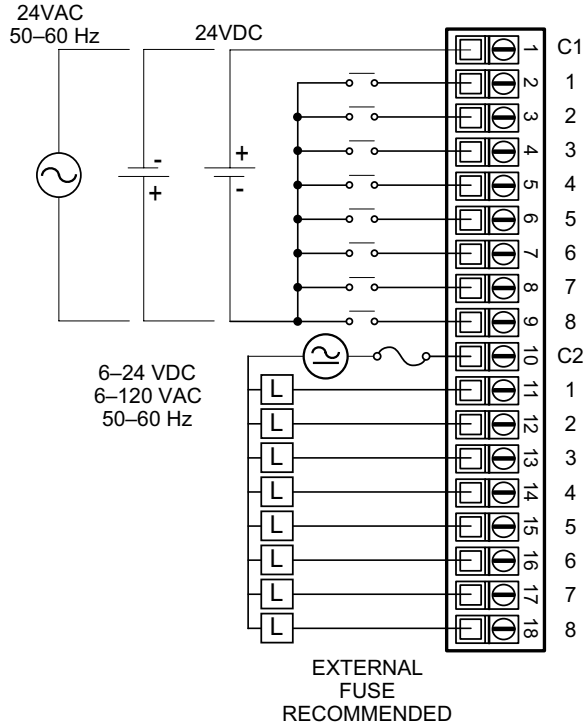 24VAC
50–60 Hz
24VDC
-
+
+
-
1 C1
2 1
3 2
4 3
5 4
6 5
7 6
8 7
9 8
10 C2
6–24 VDC
6–120 VAC
50–60 Hz
L 11 1
L 12 2
L 13 3
L 14 4
L 15 5
L 16 6
L 17 7
L 18 8
EXTERNAL
FUSE
RECOMMENDED